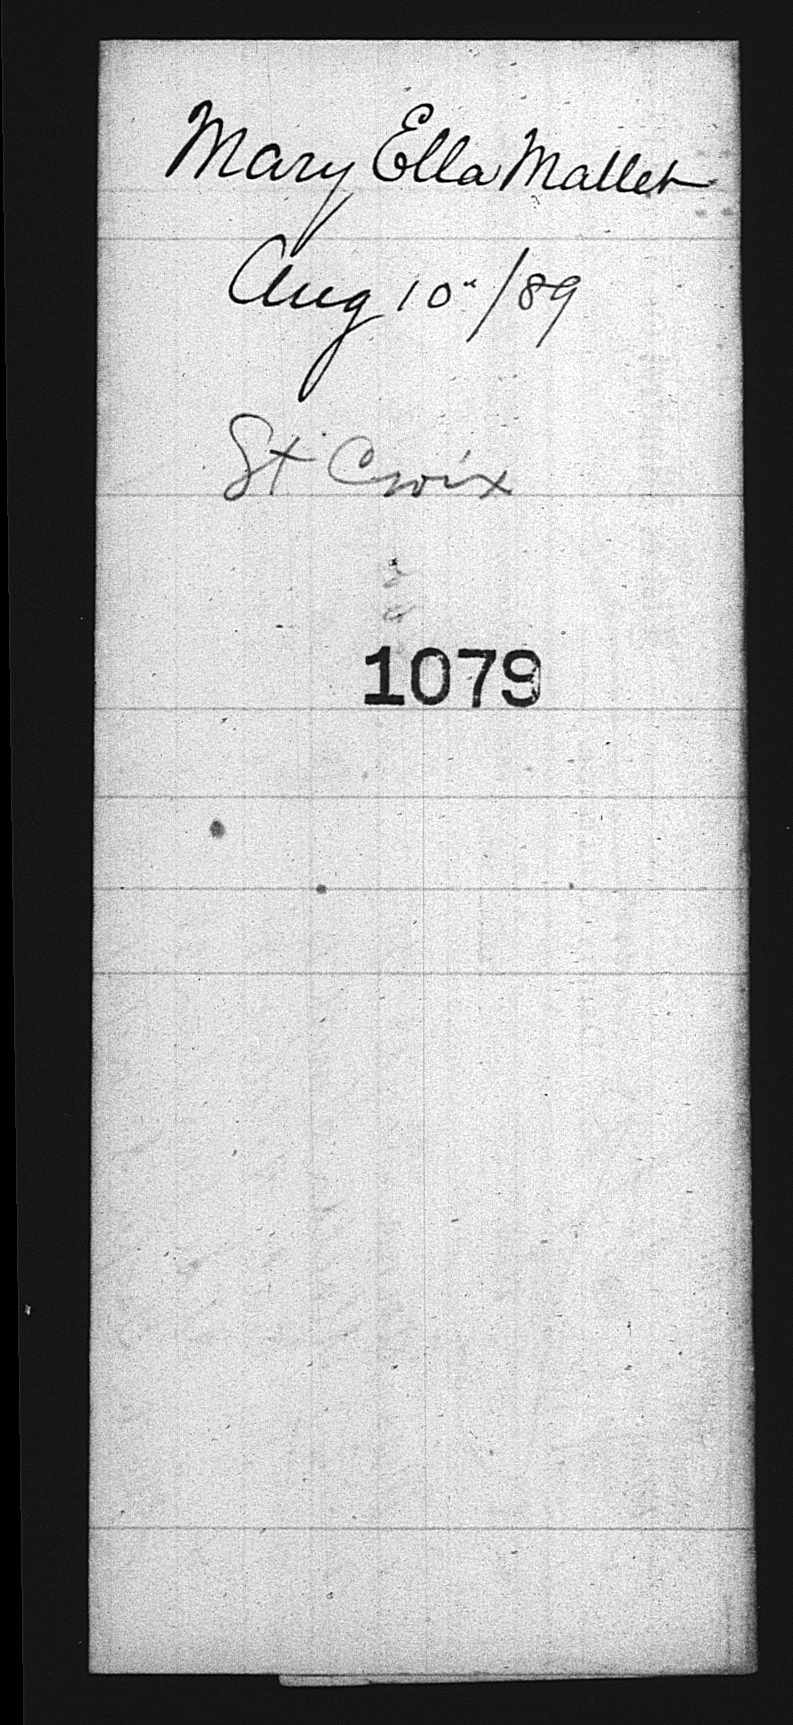 Mary Ella Mallet
Aug 10" /89
St Croix
1079